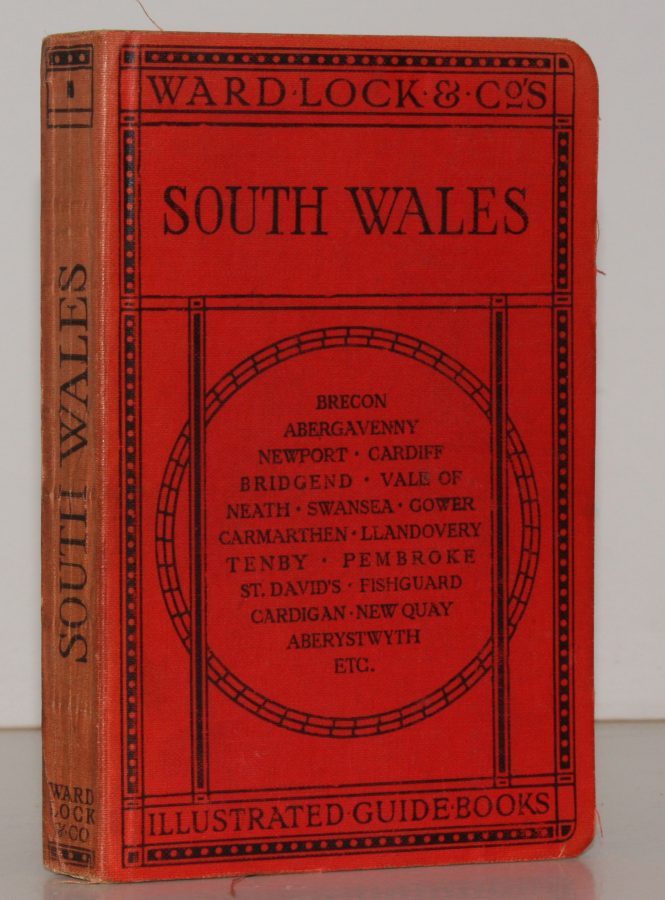 WARD·LOCK·&·Co's
SOUTH WALES
BRECON
ABERGAVENNY
NEWPORT · CARDIFF
BRIDGEND · VALE OF
NEATH · SWANSEA · GOWER
CARMARTHEN · LLANDOVERY
TENBY · PEMBROKE
ST. DAVID'S · FISHGUARD
CARDIGAN · NEW QUAY
ABERYSTWYTH
ETC.
ILLUSTRATED·GUIDE·BOOKS
SOUTH WALES
WARD
LOCK
& CO